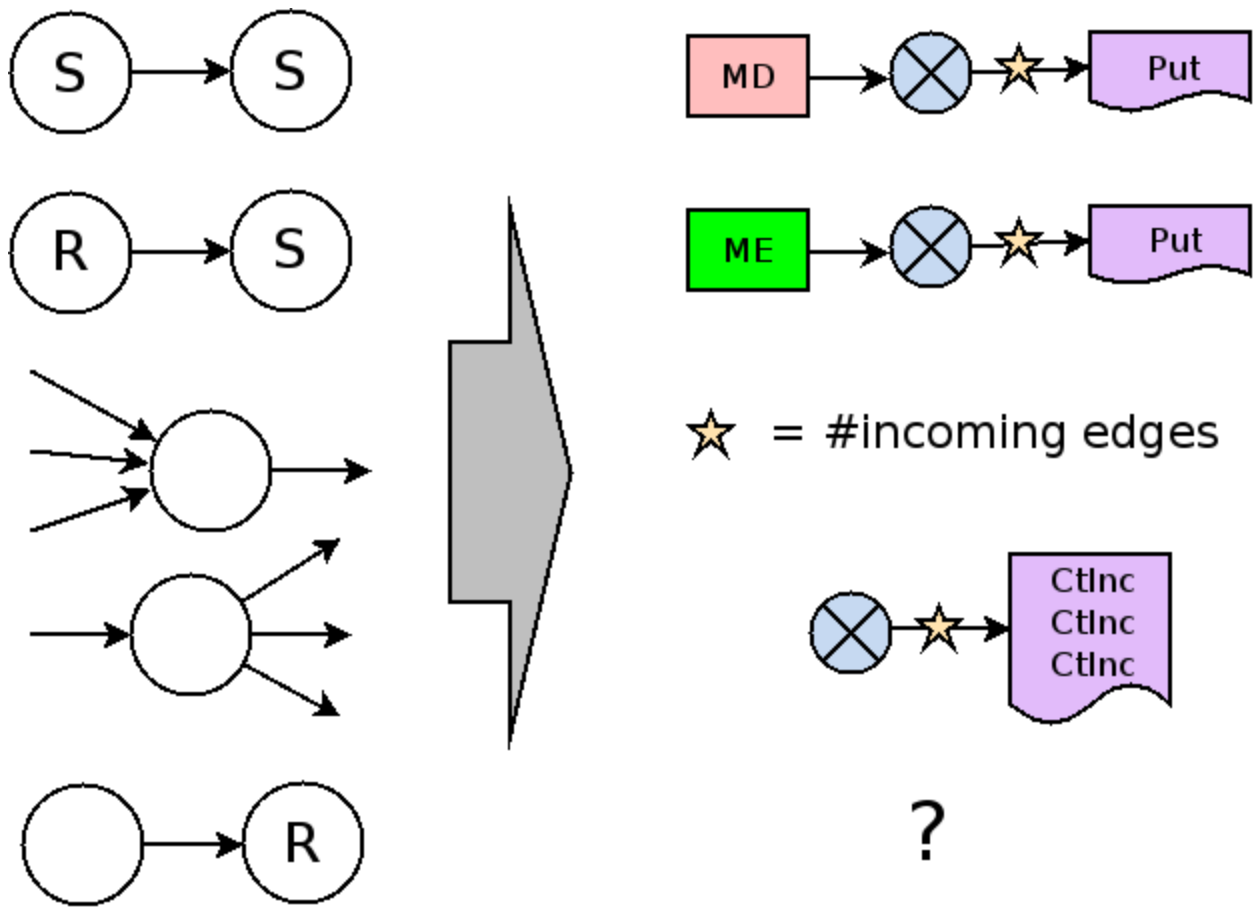 S S MD Put
R S ME Put
= #incoming edges
CtInc
CtInc
CtInc
R ?